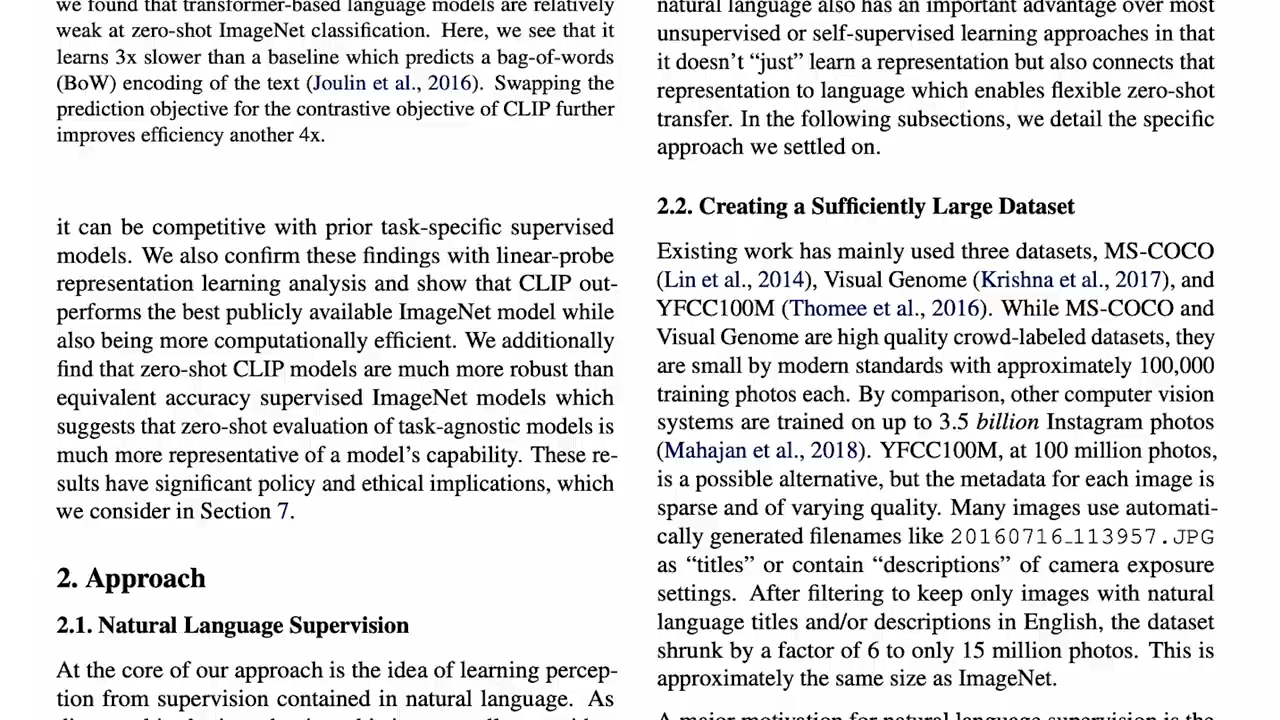 we found that transformer-based language models are relatively
weak at zero-shot ImageNet classification. Here, we see that it
learns 3x slower than a baseline which predicts a bag-of-words
(BoW) encoding of the text (Joulin et al., 2016). Swapping the
prediction objective for the contrastive objective of CLIP further
improves efficiency another 4x.
it can be competitive with prior task-specific supervised
models. We also confirm these findings with linear-probe
representation learning analysis and show that CLIP out-
performs the best publicly available ImageNet model while
also being more computationally efficient. We additionally
find that zero-shot CLIP models are much more robust than
equivalent accuracy supervised ImageNet models which
suggests that zero-shot evaluation of task-agnostic models is
much more representative of a model's capability. These re-
sults have significant policy and ethical implications, which
we consider in Section 7.
2. Approach
2.1. Natural Language Supervision
At the core of our approach is the idea of learning percep-
tion from supervision contained in natural language. As
natural language also has an important advantage over most
unsupervised or self-supervised learning approaches in that
it doesn't "just" learn a representation but also connects that
representation to language which enables flexible zero-shot
transfer. In the following subsections, we detail the specific
approach we settled on.
2.2. Creating a Sufficiently Large Dataset
Existing work has mainly used three datasets, MS-COCO
(Lin et al., 2014), Visual Genome (Krishna et al., 2017), and
YFCC100M (Thomee et al., 2016). While MS-COCO and
Visual Genome are high quality crowd-labeled datasets, they
are small by modern standards with approximately 100,000
training photos each. By comparison, other computer vision
systems are trained on up to 3.5 billion Instagram photos
(Mahajan et al., 2018). YFCC100M, at 100 million photos,
is a possible alternative, but the metadata for each image is
sparse and of varying quality. Many images use automati-
cally generated filenames like 20160716_113957.JPG
as "titles" or contain "descriptions" of camera exposure
settings. After filtering to keep only images with natural
language titles and/or descriptions in English, the dataset
shrunk by a factor of 6 to only 15 million photos. This is
approximately the same size as ImageNet.
A major motivation for natural language supervision is the